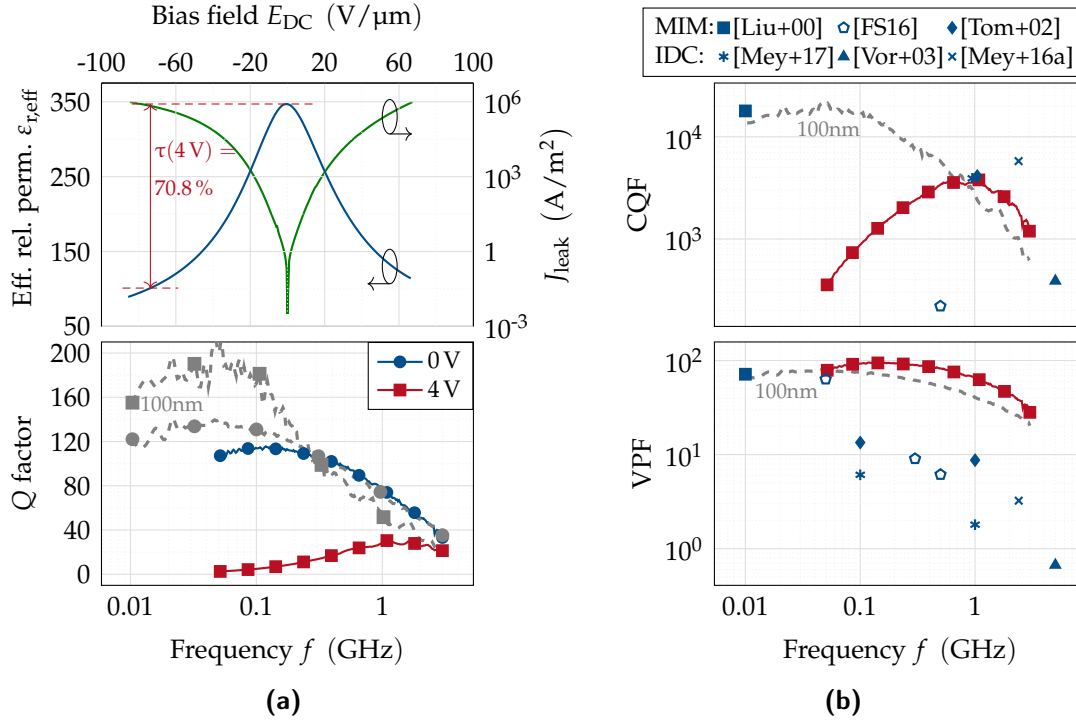 Bias field E_DC (V/µm)
-100 -60 -20 20 60 100
350
250
150
50
Eff. rel. perm. ε_r,eff
τ(4 V) =
70.8 %
10^6
10^3
1
10^-3
J_leak (A/m²)
200
160
120
80
40
0
Q factor
100nm
0 V
4 V
0.01 0.1 1
Frequency f (GHz)
(a)
MIM: [Liu+00] [FS16] [Tom+02]
IDC: [Mey+17] [Vor+03] [Mey+16a]
10^4
10^3
CQF
100nm
10^2
10^1
10^0
VPF
100nm
0.01 0.1 1
Frequency f (GHz)
(b)